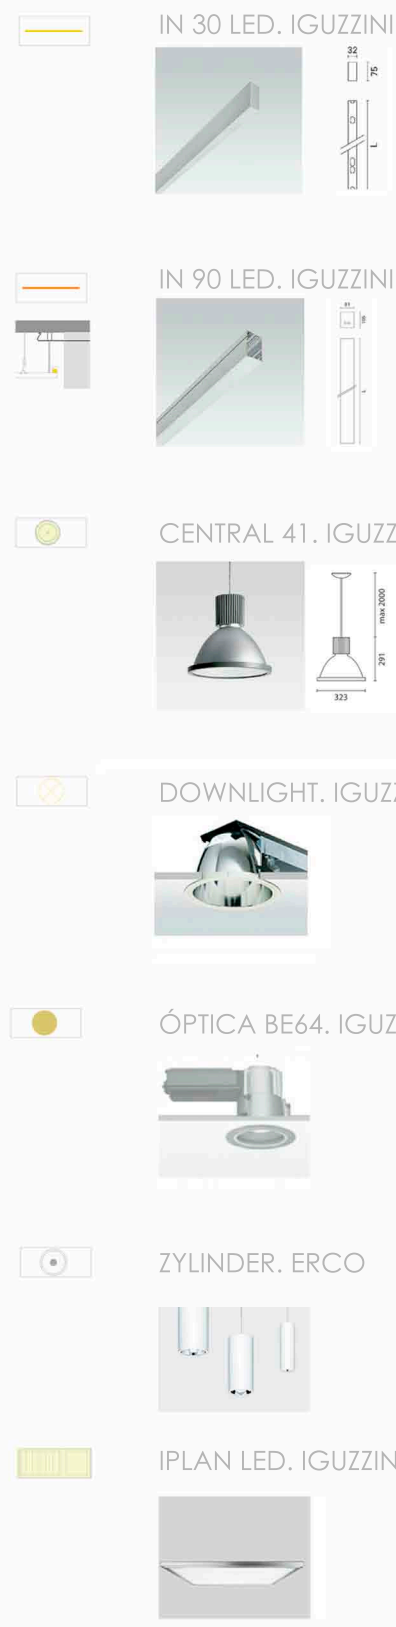 IN 30 LED. IGUZZINI
32
75
L
IN 90 LED. IGUZZINI
L
CENTRAL 41. IGUZZ
max 2000
291
323
DOWNLIGHT. IGUZZ
ÓPTICA BE64. IGUZ
ZYLINDER. ERCO
IPLAN LED. IGUZZIN